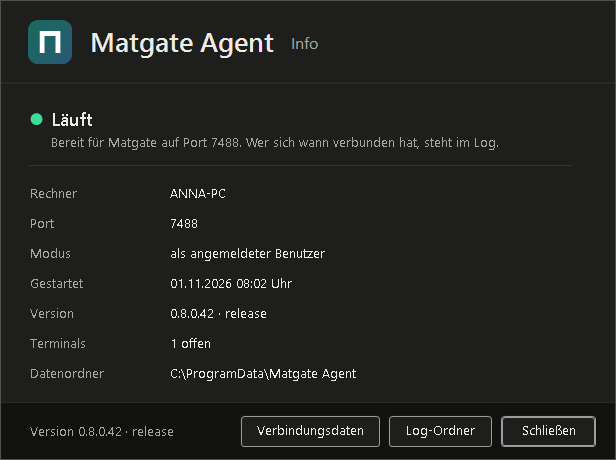 Matgate Agent Info
Läuft
Bereit für Matgate auf Port 7488. Wer sich wann verbunden hat, steht im Log.
Rechner ANNA-PC
Port 7488
Modus als angemeldeter Benutzer
Gestartet 01.11.2026 08:02 Uhr
Version 0.8.0.42 · release
Terminals 1 offen
Datenordner C:\ProgramData\Matgate Agent
Version 0.8.0.42 · release Verbindungsdaten Log-Ordner Schließen